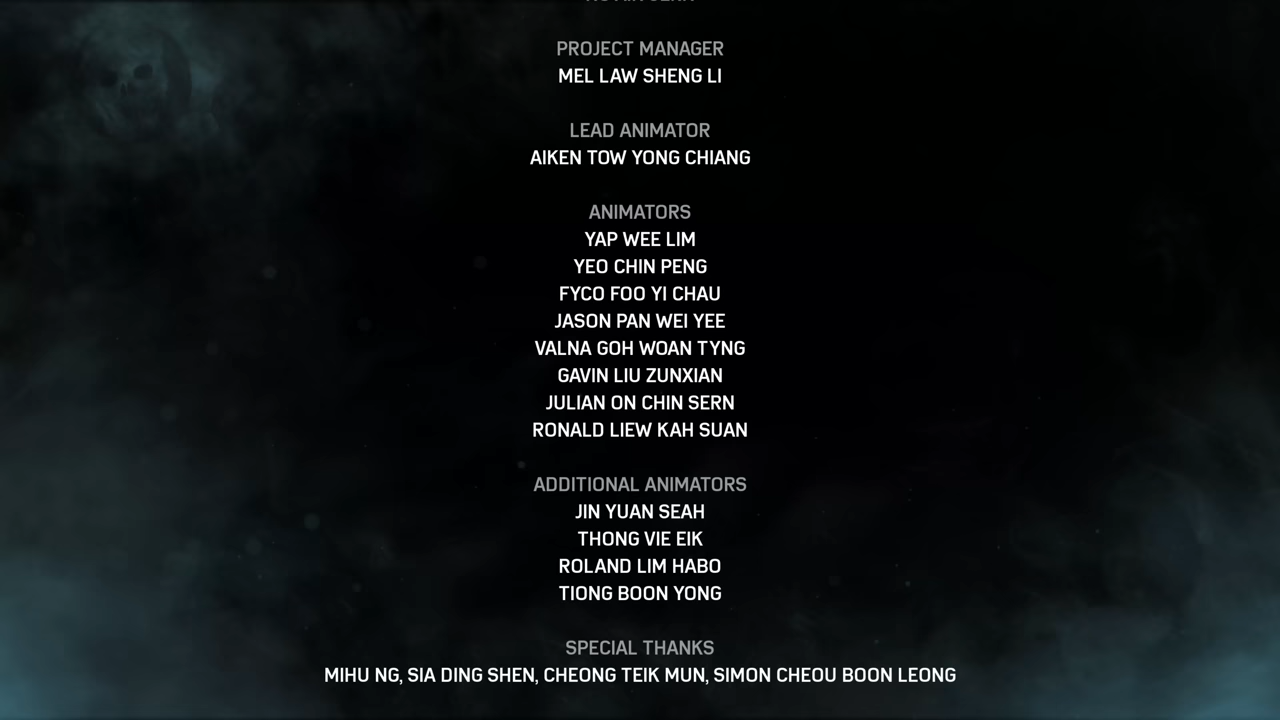 PROJECT MANAGER
MEL LAW SHENG LI
LEAD ANIMATOR
AIKEN TOW YONG CHIANG
ANIMATORS
YAP WEE LIM
YEO CHIN PENG
FYCO FOO YI CHAU
JASON PAN WEI YEE
VALNA GOH WOAN TYNG
GAVIN LIU ZUNXIAN
JULIAN ON CHIN SERN
RONALD LIEW KAH SUAN
ADDITIONAL ANIMATORS
JIN YUAN SEAH
THONG VIE EIK
ROLAND LIM HABO
TIONG BOON YONG
SPECIAL THANKS
MIHU NG, SIA DING SHEN, CHEONG TEIK MUN, SIMON CHEOU BOON LEONG